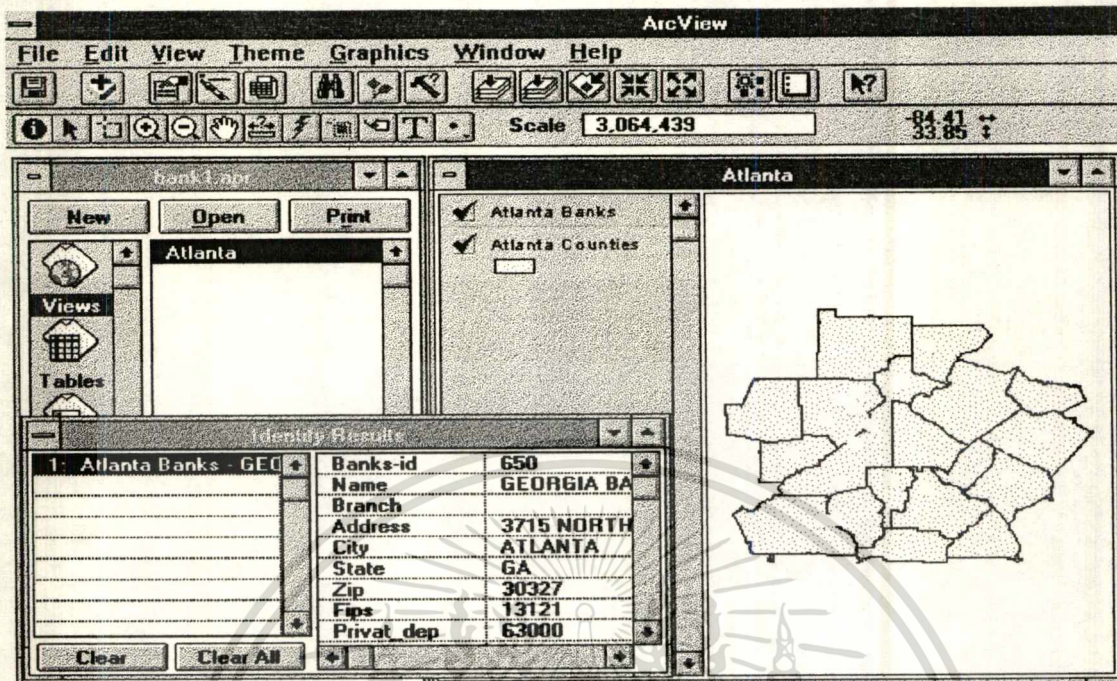 ArcView
File Edit View Theme Graphics Window Help
Scale 3,064,439
-84.41
33.85
bank1.apr
New Open Print
Views
Tables
Atlanta
Atlanta
Atlanta Banks
Atlanta Counties
Identify Results
1: Atlanta Banks - GEO
Banks-id 650
Name GEORGIA BA
Branch
Address 3715 NORTH
City ATLANTA
State GA
Zip 30327
Fips 13121
Privat_dep 63000
Clear Clear All